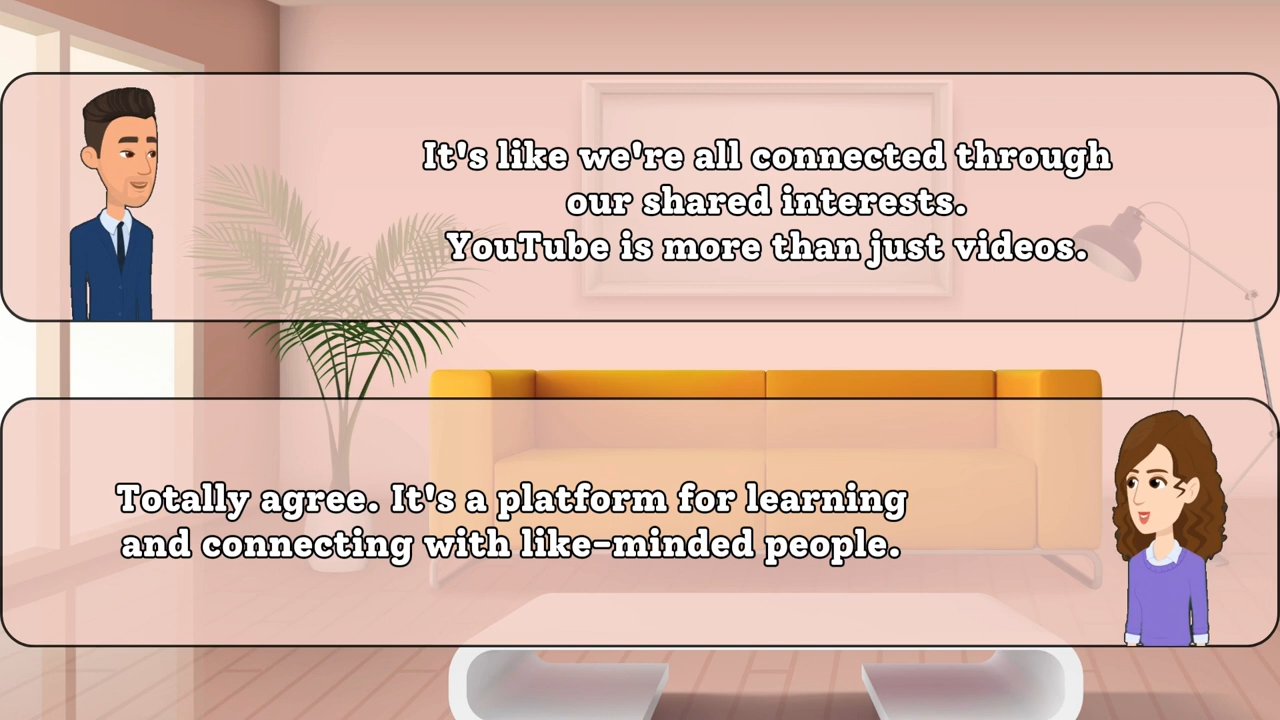 It's like we're all connected through
our shared interests.
YouTube is more than just videos.
Totally agree. It's a platform for learning
and connecting with like-minded people.